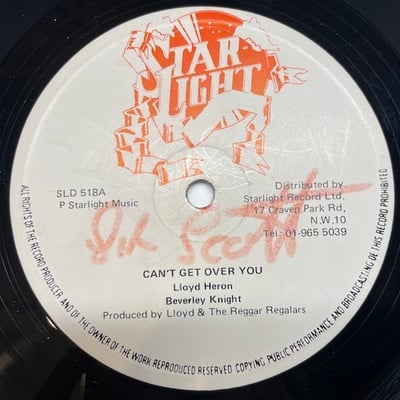 STAR
LIGHT
SLD 518A
P Starlight Music
Distributed by
Starlight Record Ltd,
17 Craven Park Rd,
N.W.10
Tel: 01-965 5039
Scott
CAN'T GET OVER YOU
Lloyd Heron
Beverley Knight
Produced by Lloyd & The Reggar Regalars
ALL RIGHTS OF THE RECORD PRODUCER AND OF THE OWNER OF THE WORK REPRODUCED RESERVED COPYING PUBLIC PERFORMANCE AND BROADCASTING DE THIS RECORD PROHIBITED